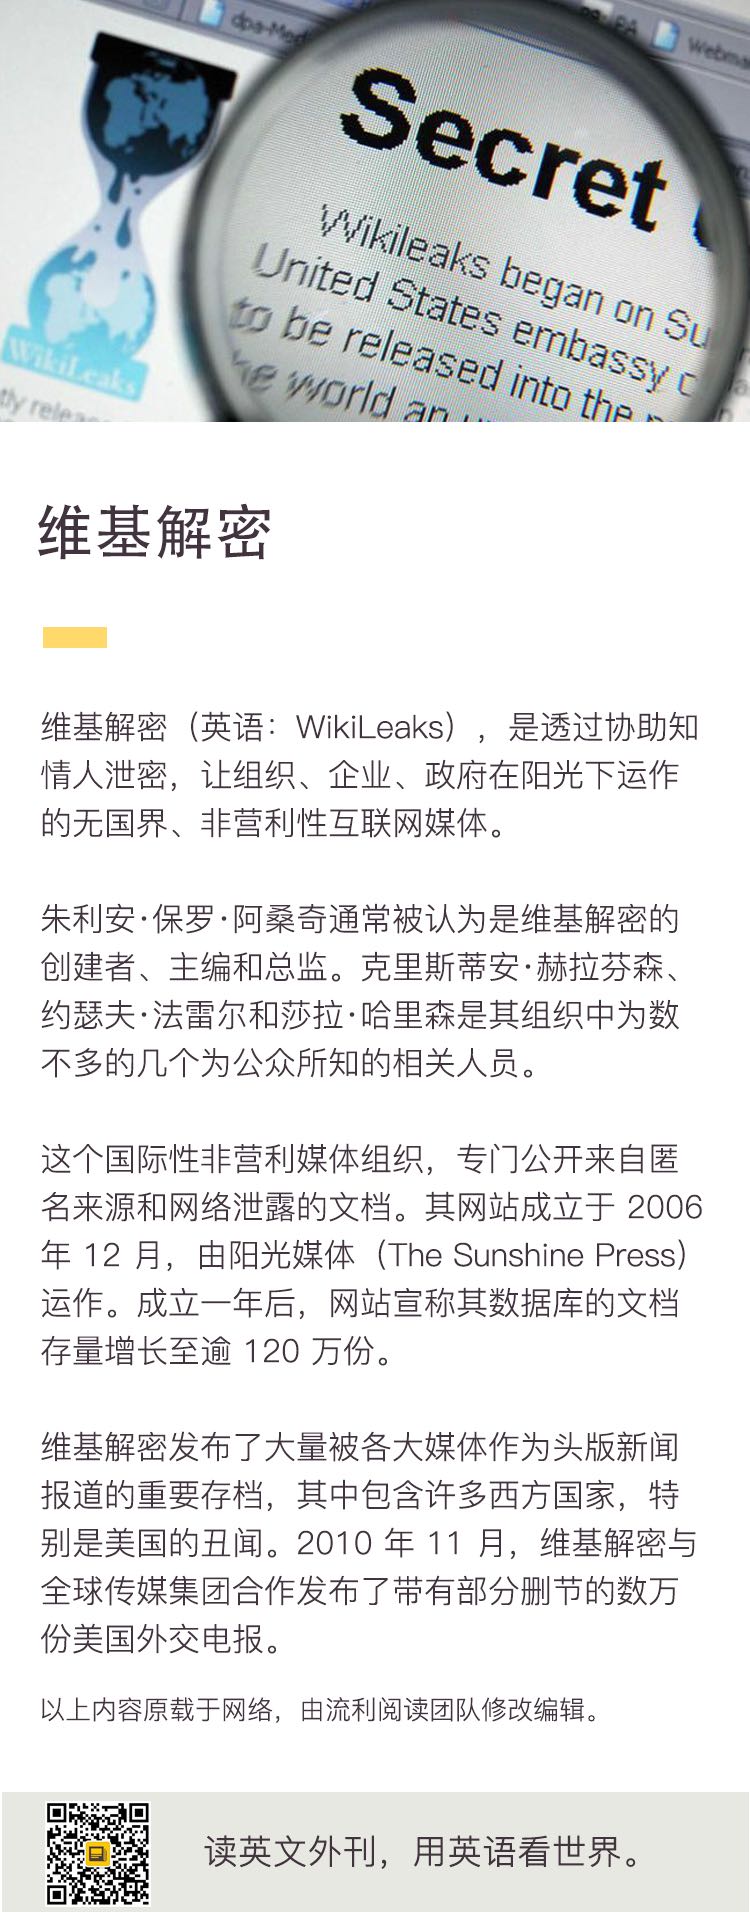 dpa-Med
Webma
Secret
Wikileaks began on Su
United States embassy c
to be released into the
he world an
WikiLeaks
tly releas
维基解密
维基解密（英语：WikiLeaks），是透过协助知
情人泄密，让组织、企业、政府在阳光下运作
的无国界、非营利性互联网媒体。
朱利安·保罗·阿桑奇通常被认为是维基解密的
创建者、主编和总监。克里斯蒂安·赫拉芬森、
约瑟夫·法雷尔和莎拉·哈里森是其组织中为数
不多的几个为公众所知的相关人员。
这个国际性非营利媒体组织，专门公开来自匿
名来源和网络泄露的文档。其网站成立于 2006
年 12 月，由阳光媒体（The Sunshine Press）
运作。成立一年后，网站宣称其数据库的文档
存量增长至逾 120 万份。
维基解密发布了大量被各大媒体作为头版新闻
报道的重要存档，其中包含许多西方国家，特
别是美国的丑闻。2010 年 11 月，维基解密与
全球传媒集团合作发布了带有部分删节的数万
份美国外交电报。
以上内容原载于网络，由流利阅读团队修改编辑。
读英文外刊，用英语看世界。